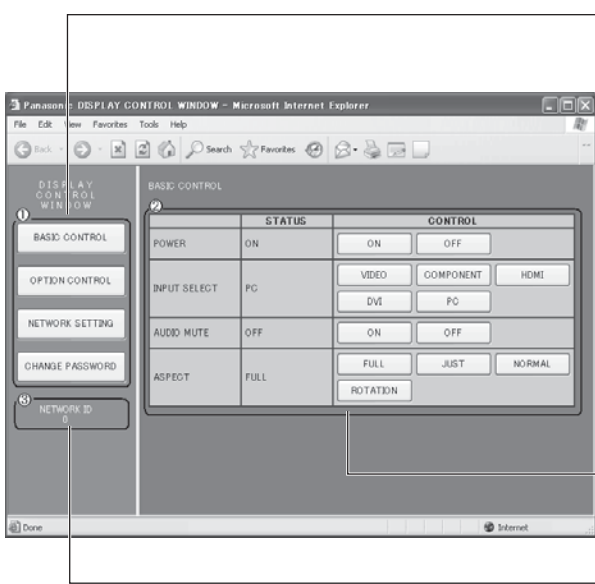 Panasonic DISPLAY CONTROL WINDOW - Microsoft Internet Explorer
File Edit View Favorites Tools Help
Back Search Favorites
DISPLAY
CONTROL
WINDOW
①
BASIC CONTROL
OPTION CONTROL
NETWORK SETTING
CHANGE PASSWORD
③
NETWORK ID
0
BASIC CONTROL
②
STATUS CONTROL
POWER ON ON OFF
INPUT SELECT PC VIDEO COMPONENT HDMI
DVI PC
AUDIO MUTE OFF ON OFF
ASPECT FULL FULL JUST NORMAL
ROTATION
Done Internet